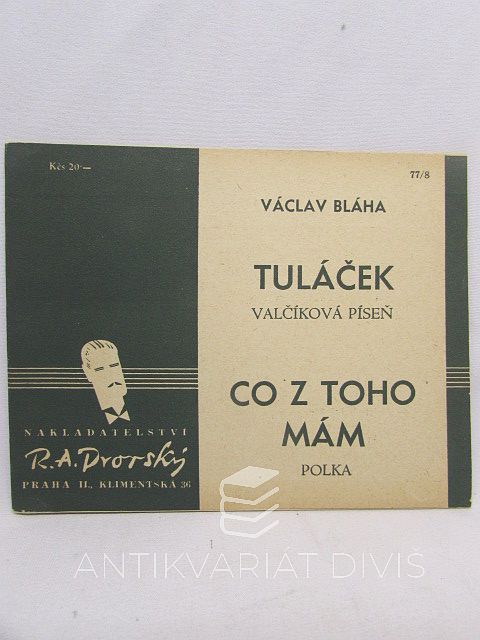 Kčs 20·—
77/8
VÁCLAV BLÁHA
TULÁČEK
VALČÍKOVÁ PÍSEŇ
CO Z TOHO
MÁM
POLKA
NAKLADATELSTVÍ
R. A. Dvorský
PRAHA II., KLIMENTSKÁ 36
ANTIKVARIÁT DIVIŠ